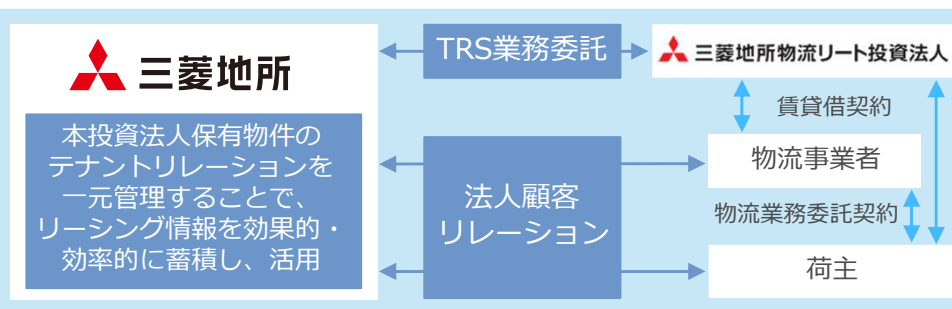 三菱地所
本投資法人保有物件の
テナントリレーションを
一元管理することで、
リーシング情報を効果的・
効率的に蓄積し、活用
TRS業務委託
三菱地所物流リート投資法人
賃貸借契約
物流事業者
法人顧客
リレーション
物流業務委託契約
荷主